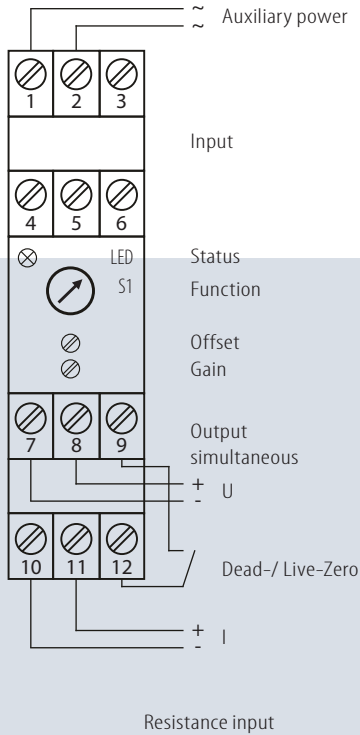 ~ Auxiliary power
~
1 2 3
Input
4 5 6
LED Status
S1 Function
Offset
Gain
7 8 9
Output
simultaneous
+ U
-
10 11 12
Dead-/ Live-Zero
+ I
-
Resistance input